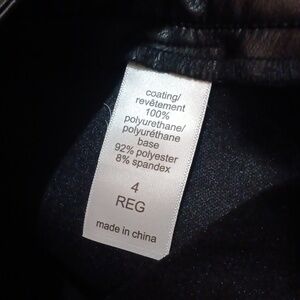 coating/
revêtement
100%
polyurethane/
polyuréthane
base
92% polyester
8% spandex
4
REG
made in china